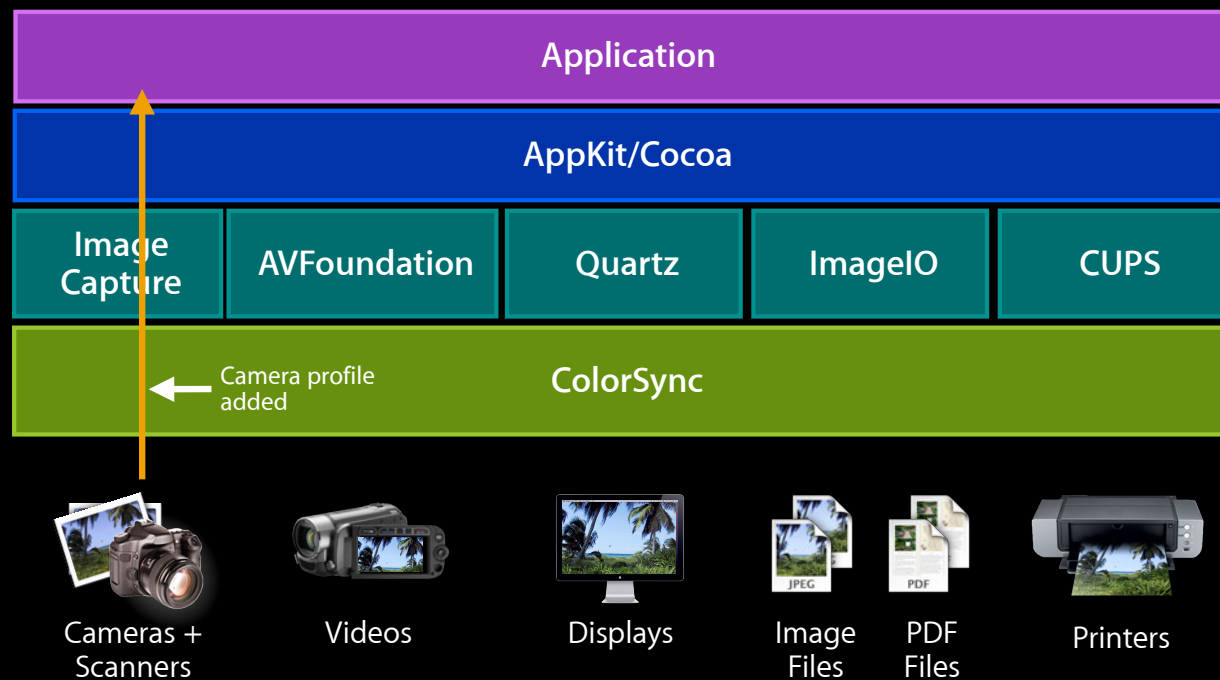 Application
AppKit/Cocoa
Image
Capture
AVFoundation
Quartz
ImageIO
CUPS
Camera profile
added
ColorSync
JPEG
PDF
Cameras +
Scanners
Videos
Displays
Image
Files
PDF
Files
Printers